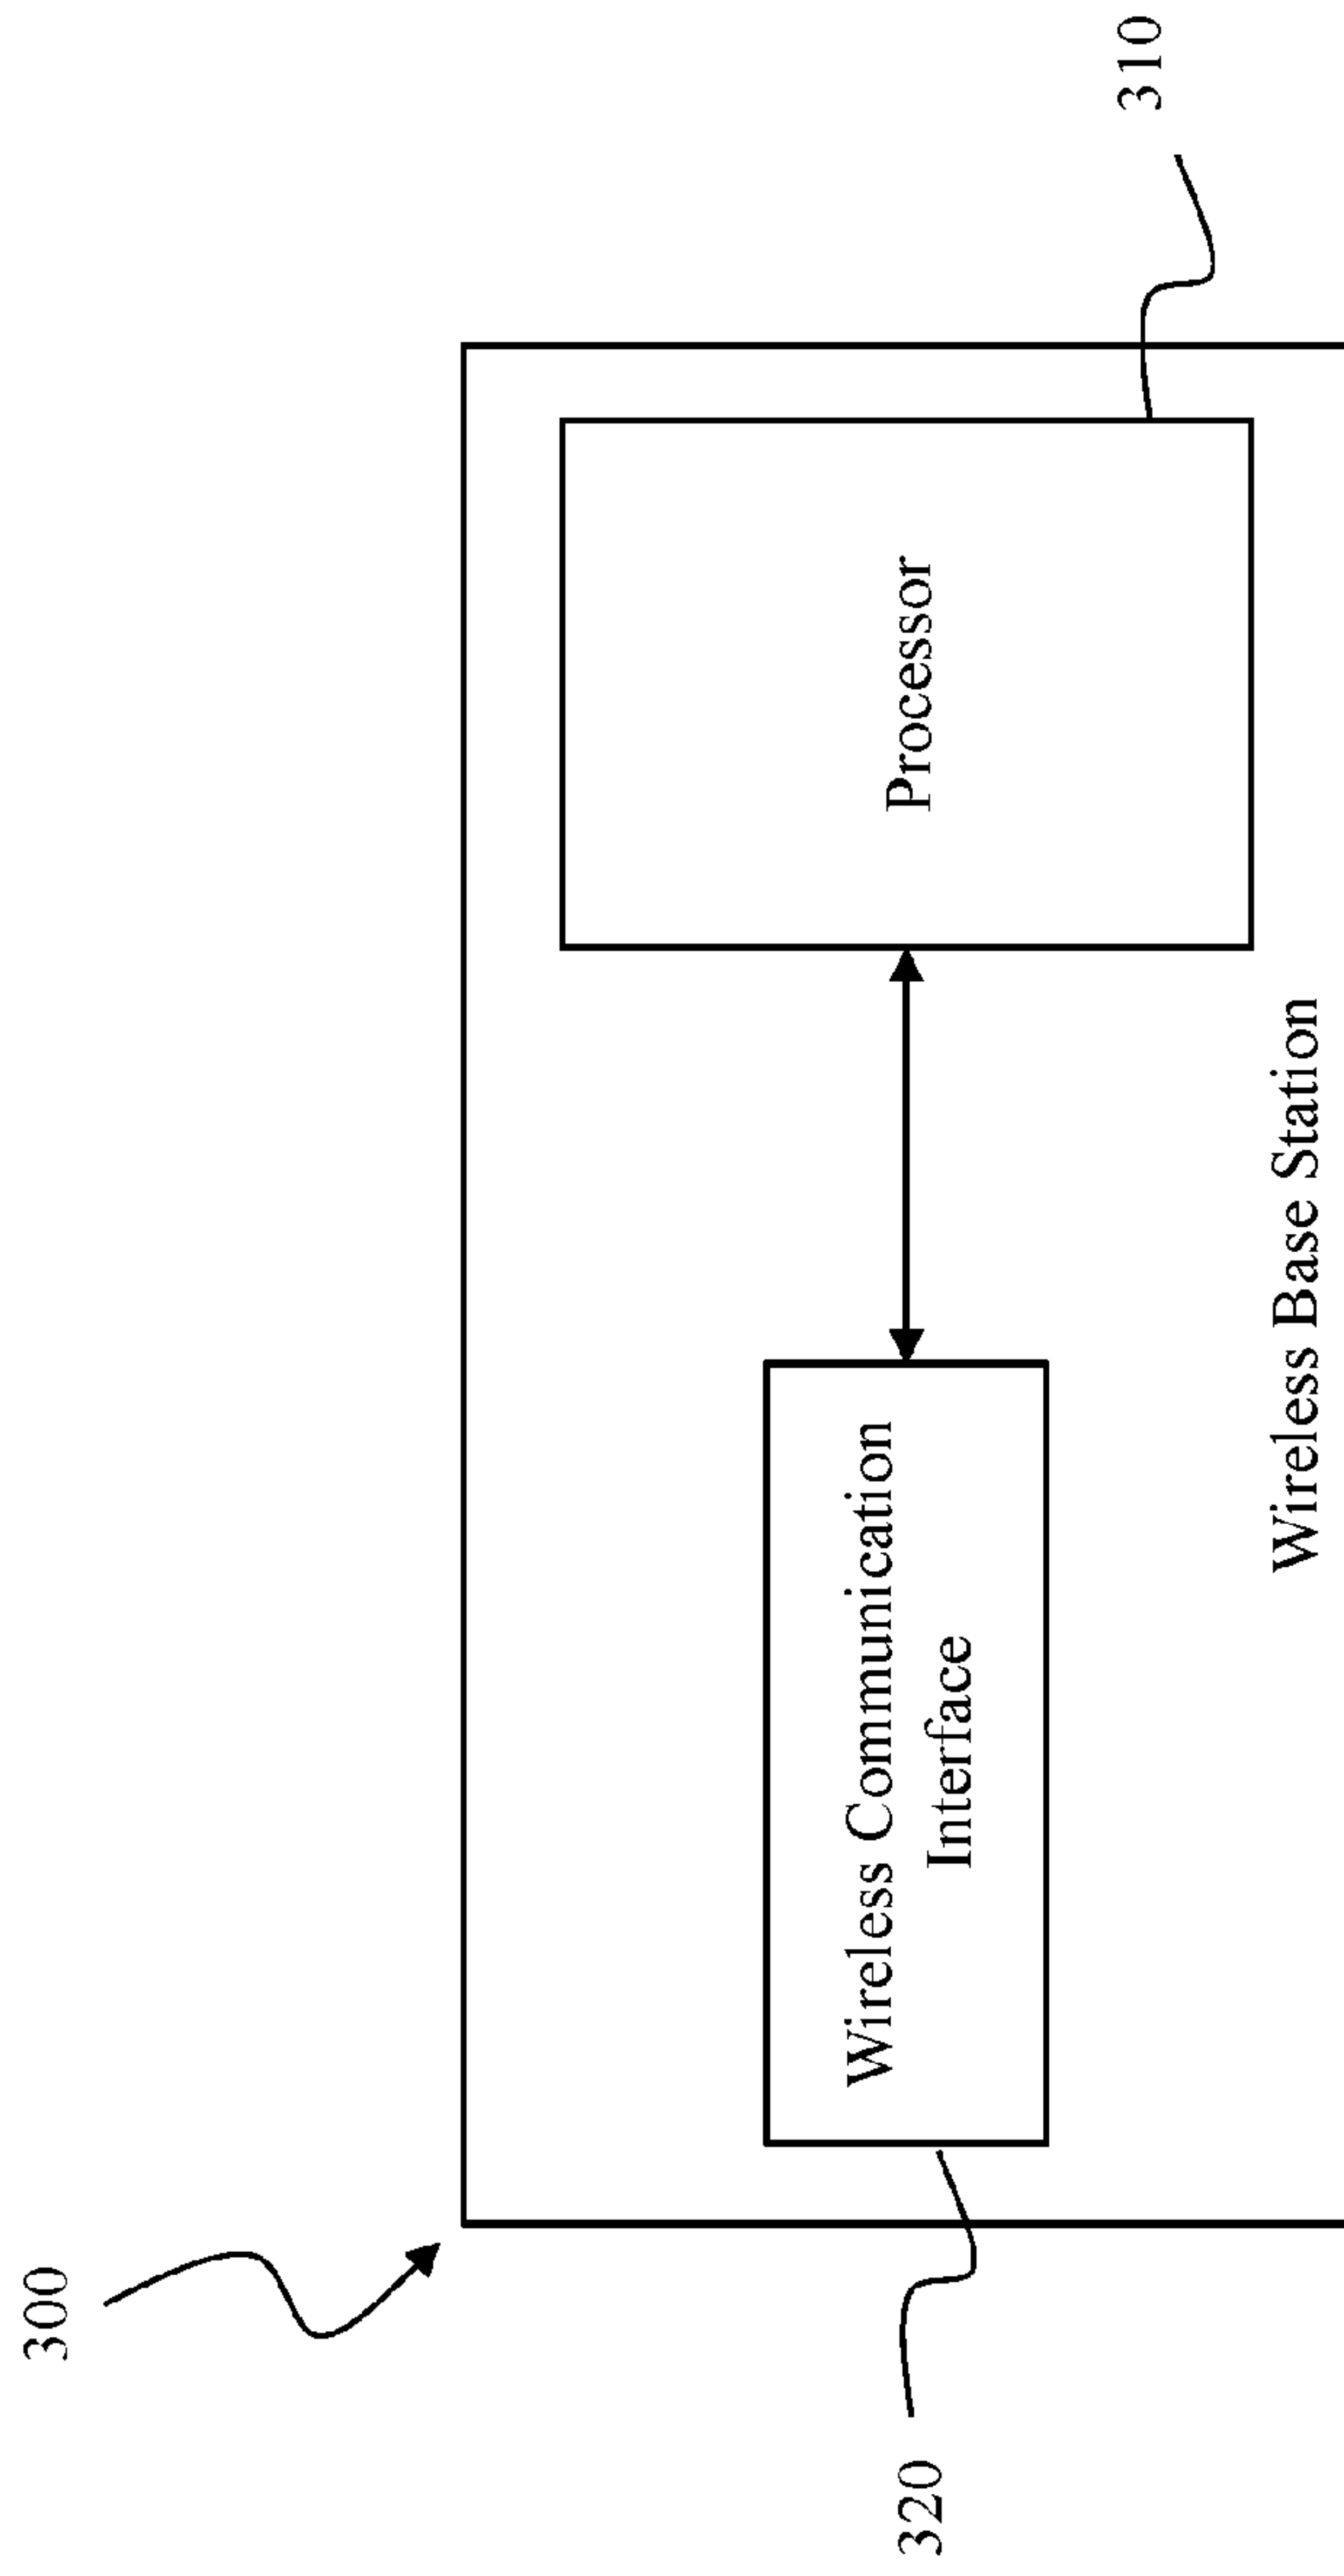 300
Wireless Communication
Interface
Processor
320
310
Wireless Base Station